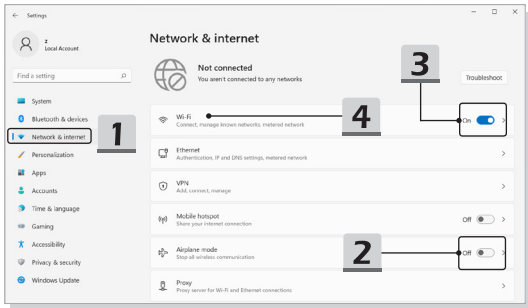 Settings
z
Local Account
Find a setting
System
Bluetooth & devices
Network & internet
Personalization
Apps
Accounts
Time & language
Gaming
Accessibility
Privacy & security
Windows Update
1
Network & internet
Not connected
You aren't connected to any networks
Troubleshoot
3
Wi-Fi
Connect, manage known networks, metered network
4
On
Ethernet
Authentication, IP and DNS settings, metered network
VPN
Add, connect, manage
Mobile hotspot
Share your internet connection
Off
Airplane mode
Stop all wireless communication
2
Off
Proxy
Proxy server for Wi-Fi and Ethernet connections